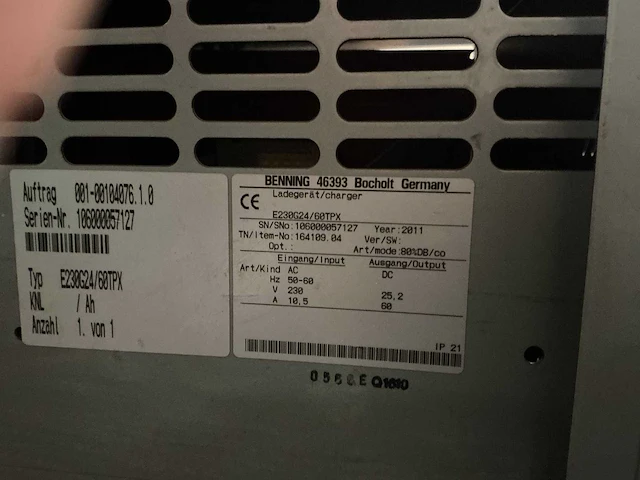 Auftrag 001-00104076.1.0
Serien-Nr. 106000057127
Typ E230G24/60TPX
KNL / Ah
Anzahl 1. von 1
BENNING 46393 Bocholt Germany
CE Ladegerät/charger
E230G24/60TPX
SN/SNo: 106000057127 Year: 2011
TN/Item-No: 164109.04 Ver/SW:
Opt.: Art/mode: 80%DB/co
Eingang/Input Ausgang/Output
Art/Kind AC DC
Hz 50-60
V 230 25,2
A 10,5 60
IP 21
Q1610